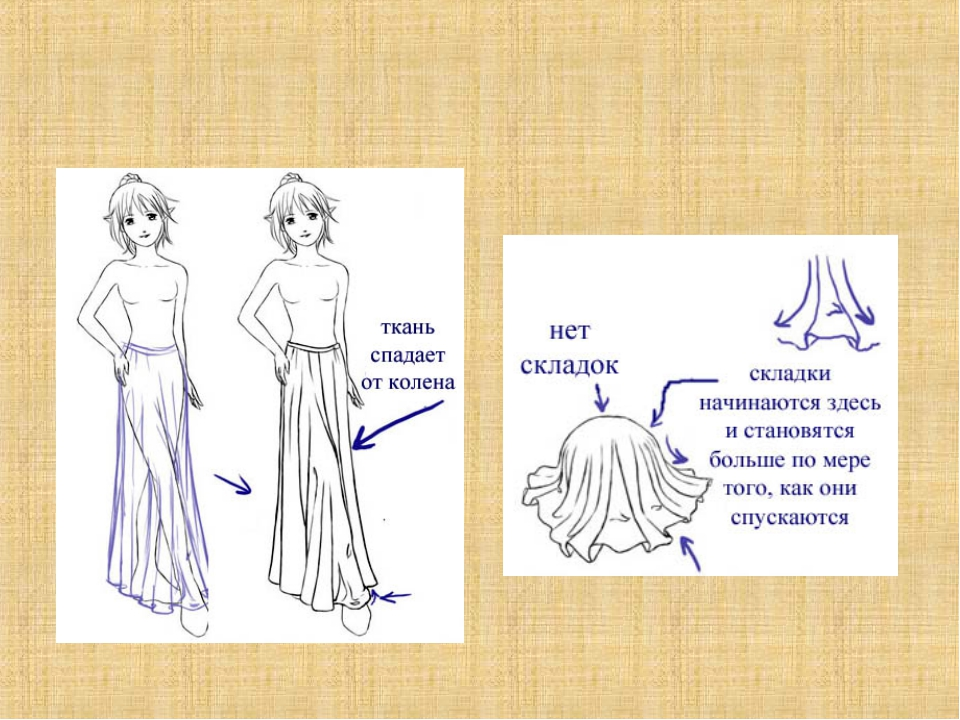 ткань
спадает
от колена
нет
складок
складки
начинаются здесь
и становятся
больше по мере
того, как они
спускаются